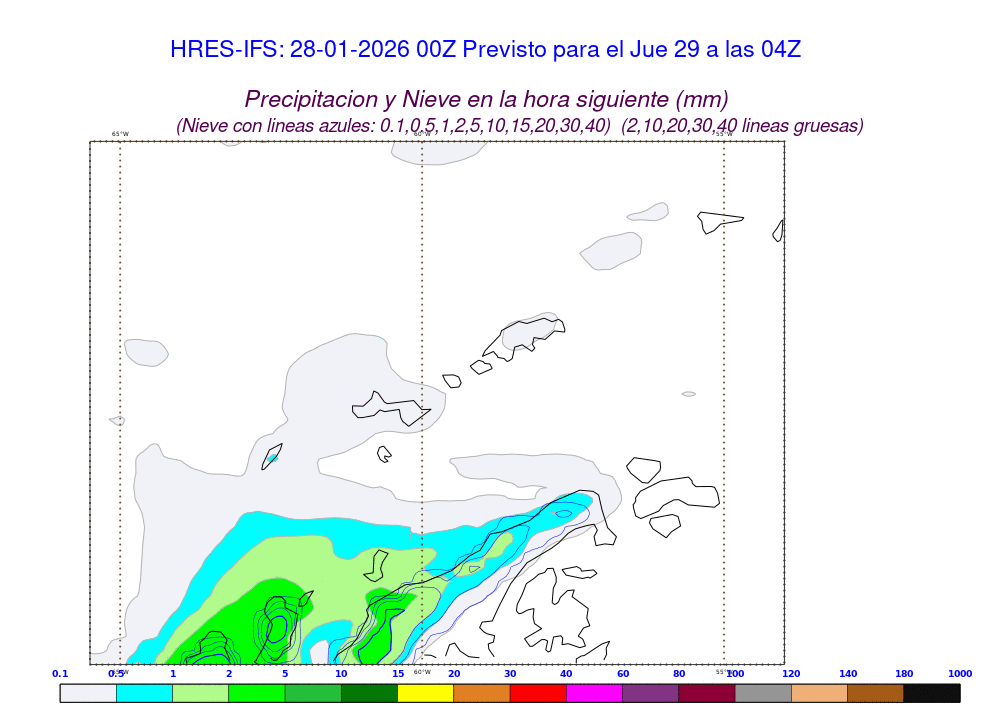 HRES-IFS: 28-01-2026 00Z Previsto para el Jue 29 a las 04Z
Precipitacion y Nieve en la hora siguiente (mm)
(Nieve con lineas azules: 0.1,0.5,1,2,5,10,15,20,30,40)  (2,10,20,30,40 lineas gruesas)
65°W 60°W 55°W
65°W 60°W 55°W
0.1 0.5 1 2 5 10 15 20 30 40 60 80 100 120 140 180 1000